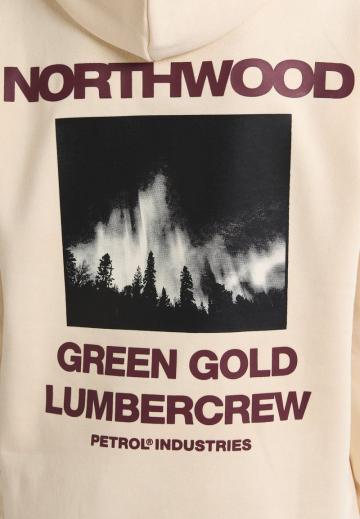 NORTHWOOD
GREEN GOLD
LUMBERCREW
PETROL® INDUSTRIES